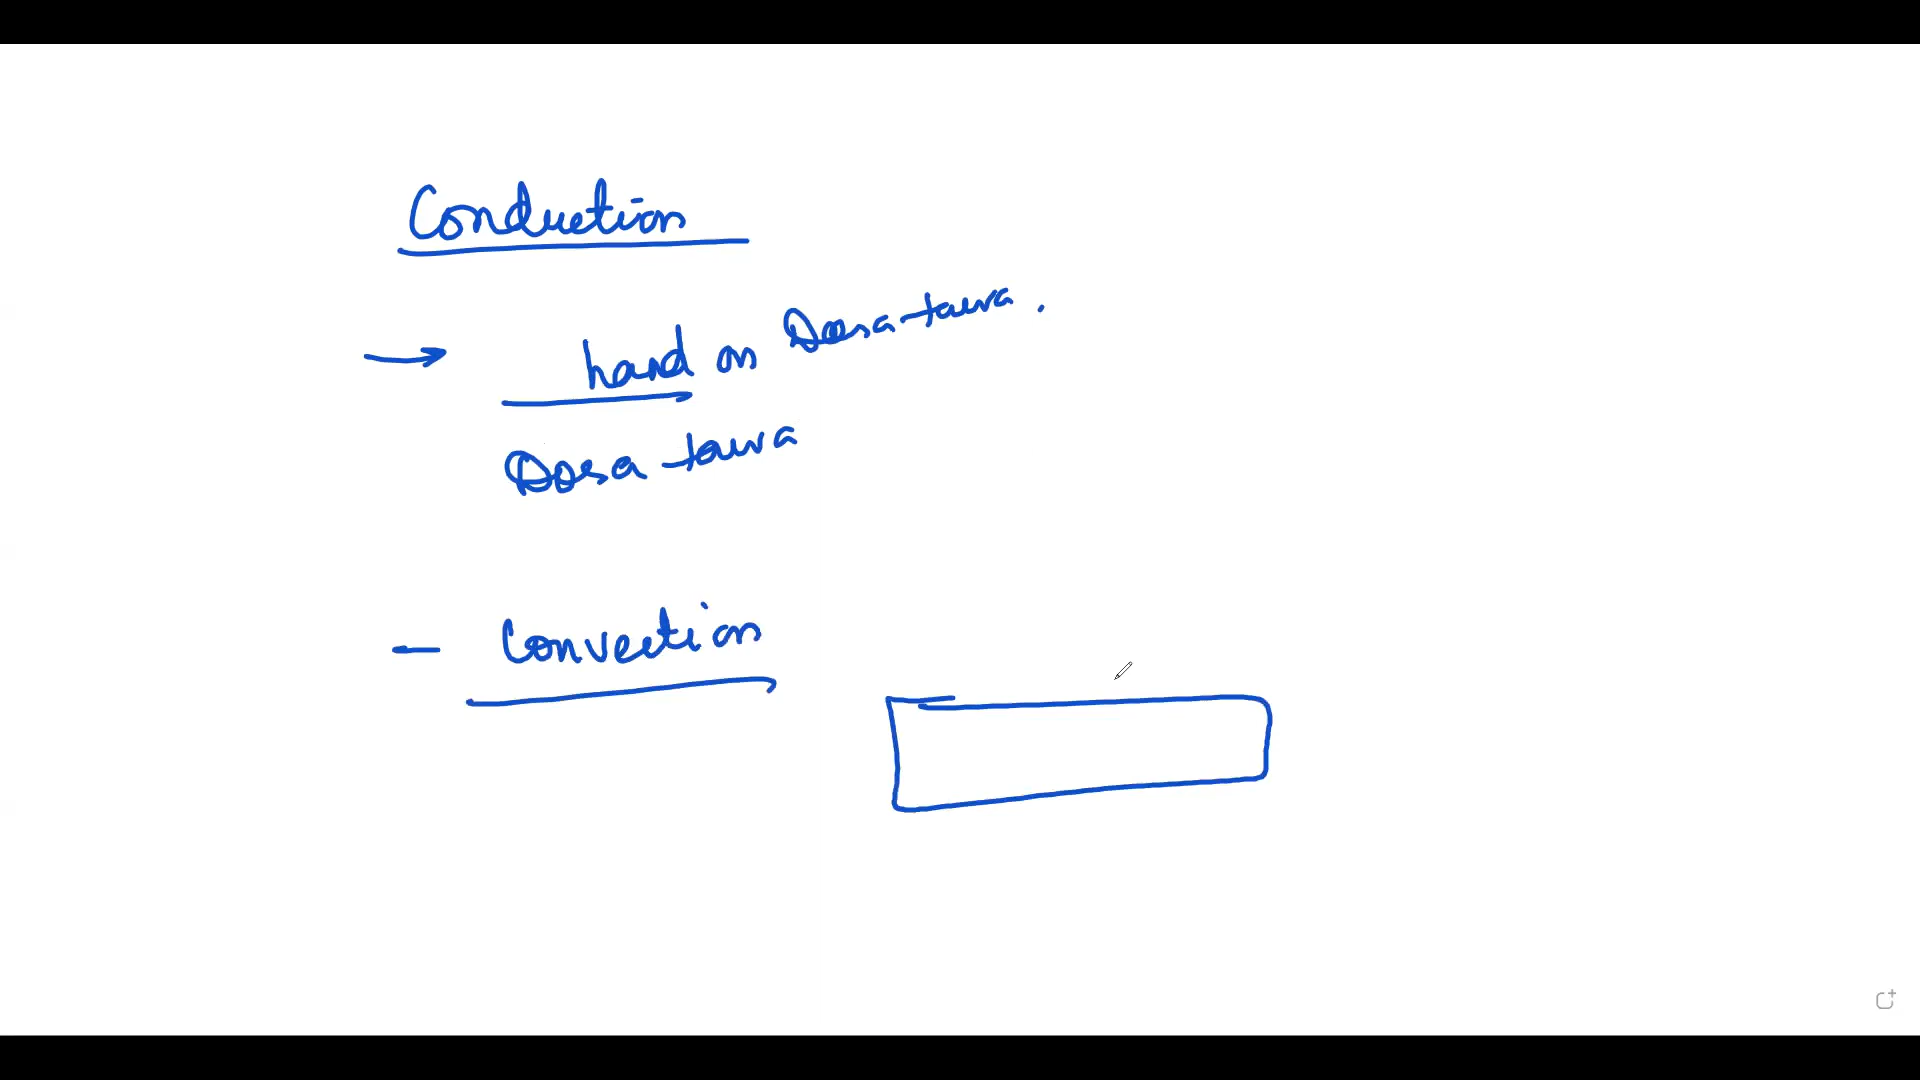 Conduction
→ hand on Dosa-tawa.
Dosa-tawa
- Convection